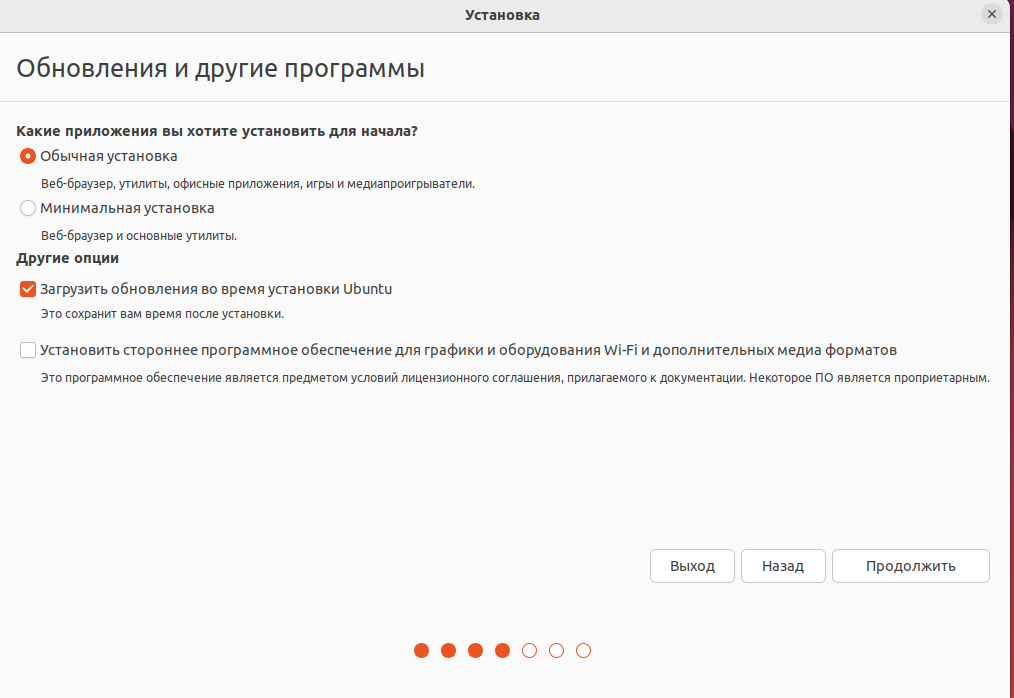 Установка
Обновления и другие программы
Какие приложения вы хотите установить для начала?
Обычная установка
Веб-браузер, утилиты, офисные приложения, игры и медиапроигрыватели.
Минимальная установка
Веб-браузер и основные утилиты.
Другие опции
Загрузить обновления во время установки Ubuntu
Это сохранит вам время после установки.
Установить стороннее программное обеспечение для графики и оборудования Wi-Fi и дополнительных медиа форматов
Это программное обеспечение является предметом условий лицензионного соглашения, прилагаемого к документации. Некоторое ПО является проприетарным.
Выход
Назад
Продолжить